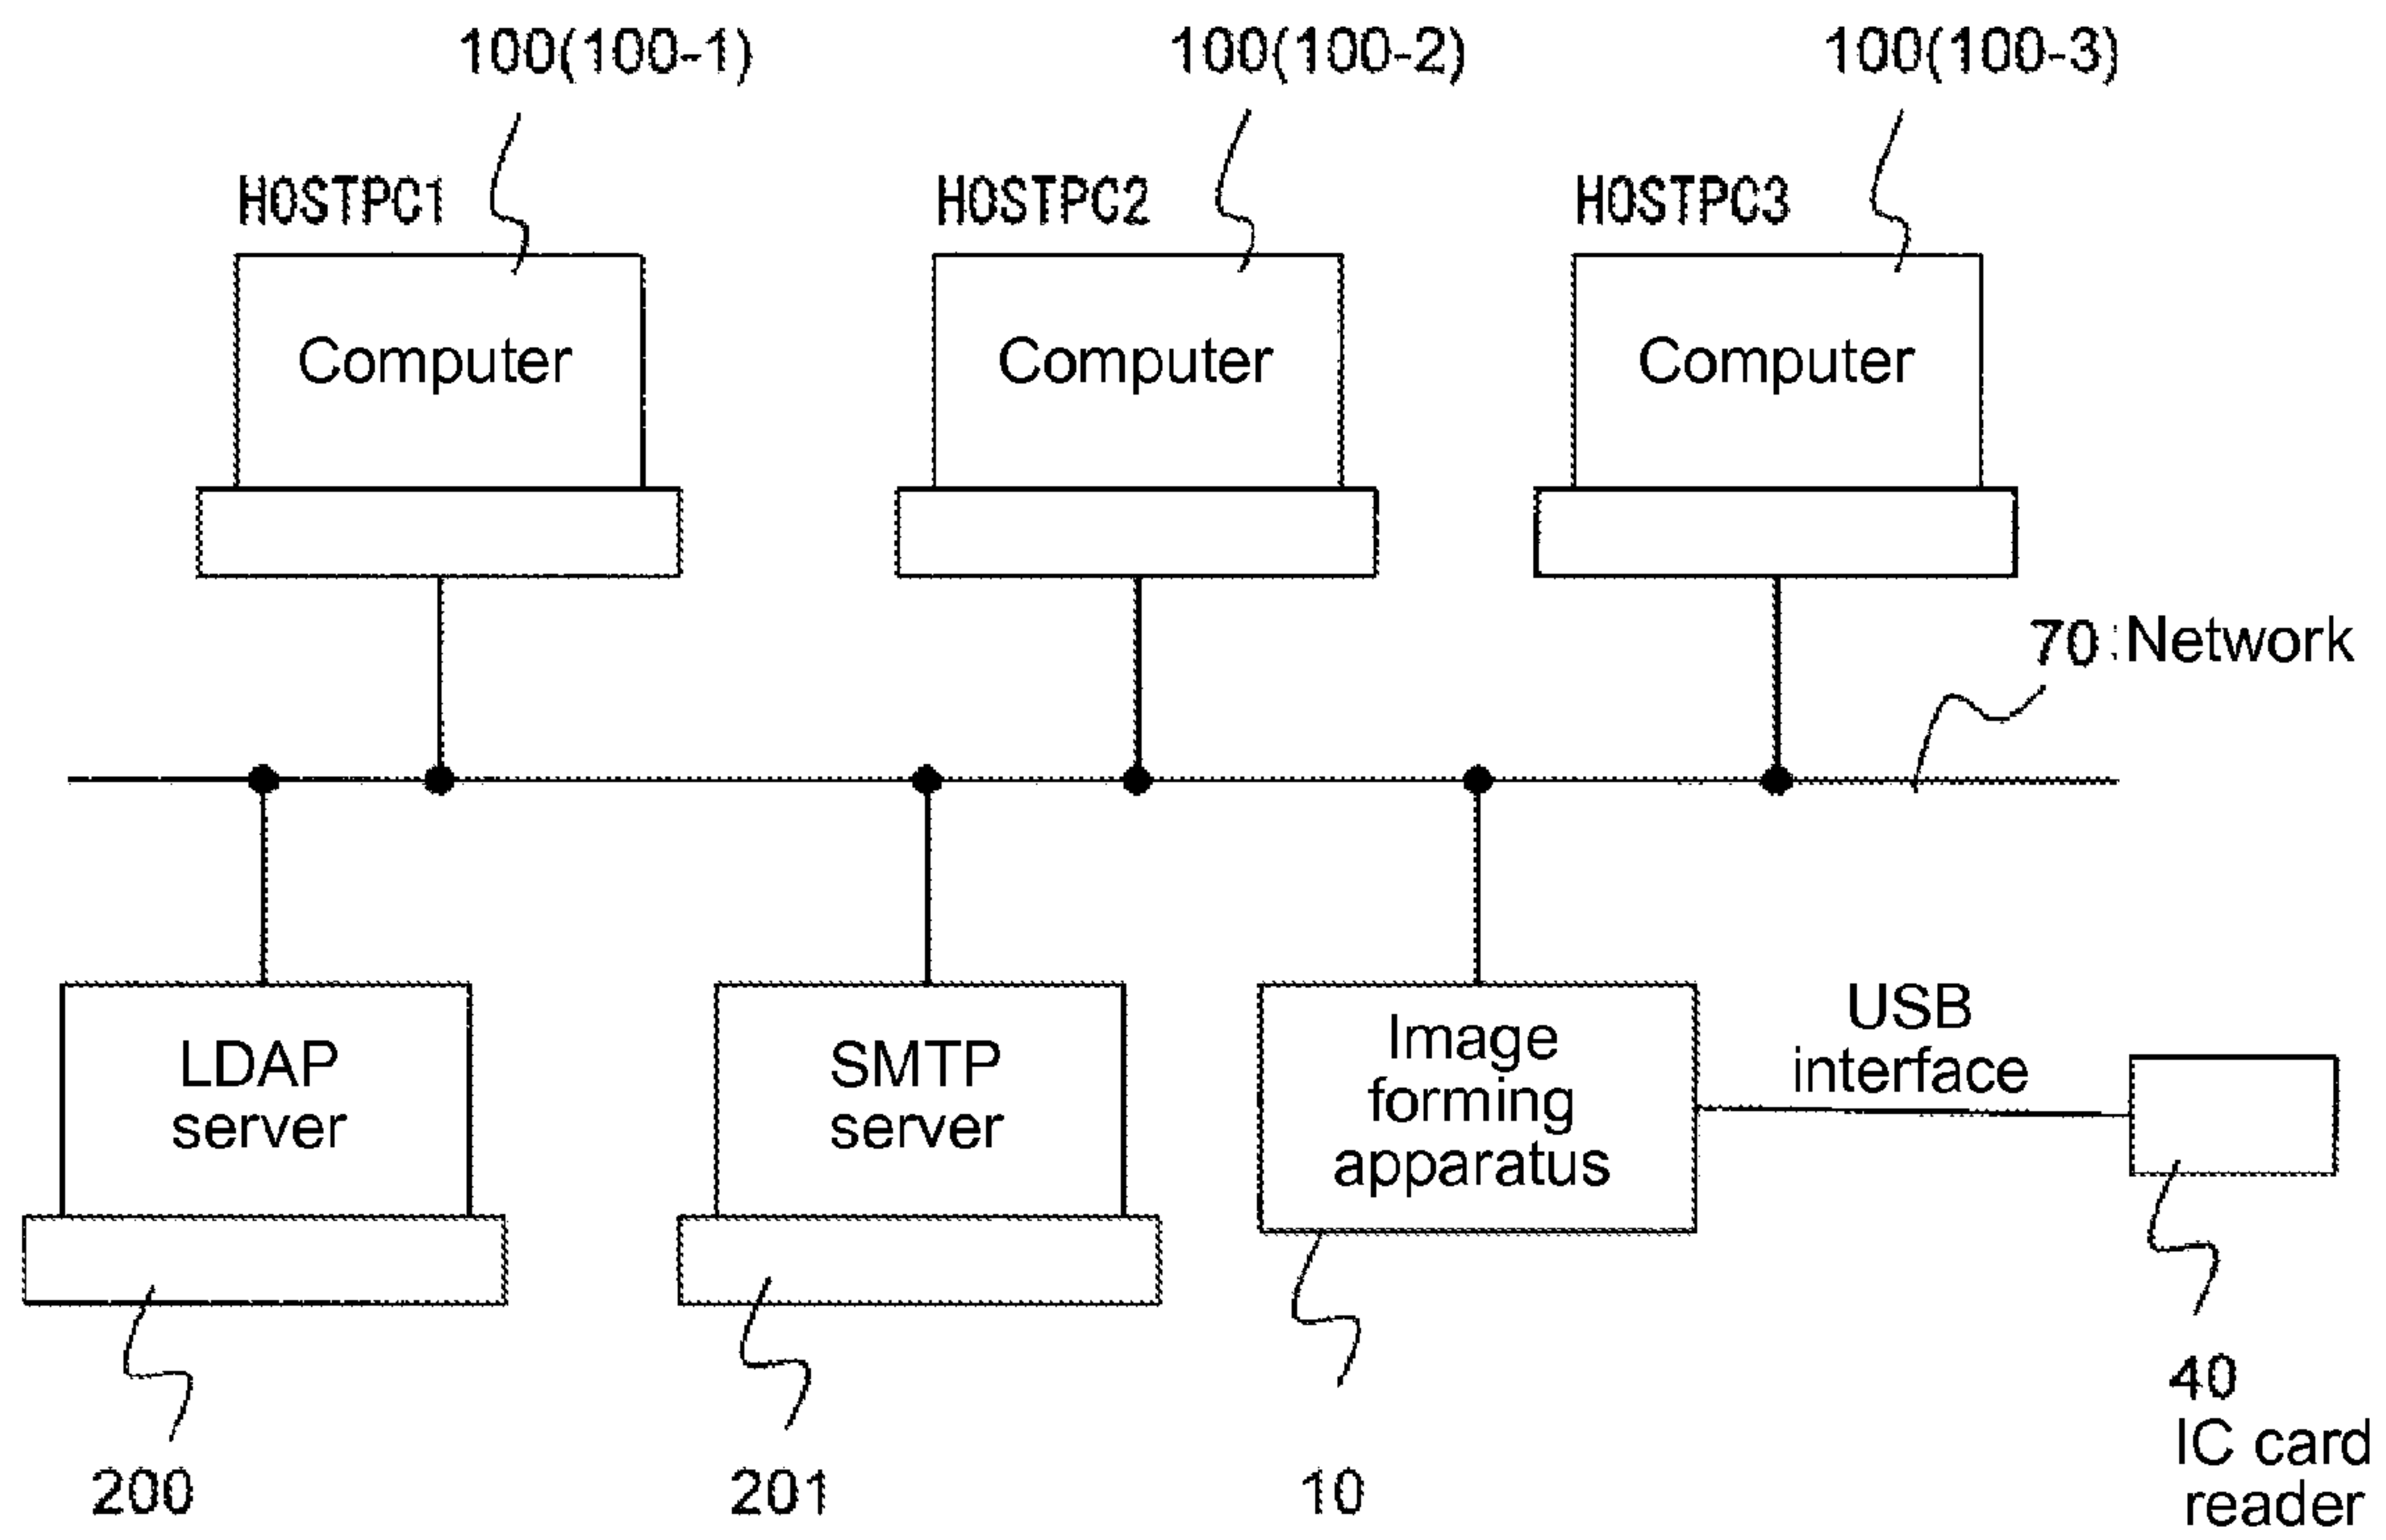 100(100-1)
100(100-2)
100(100-3)
HOSTPC1
HOSTPC2
HOSTPC3
Computer
Computer
Computer
70:Network
LDAP
server
SMTP
server
Image
forming
apparatus
USB
interface
200
201
10
40
IC card
reader